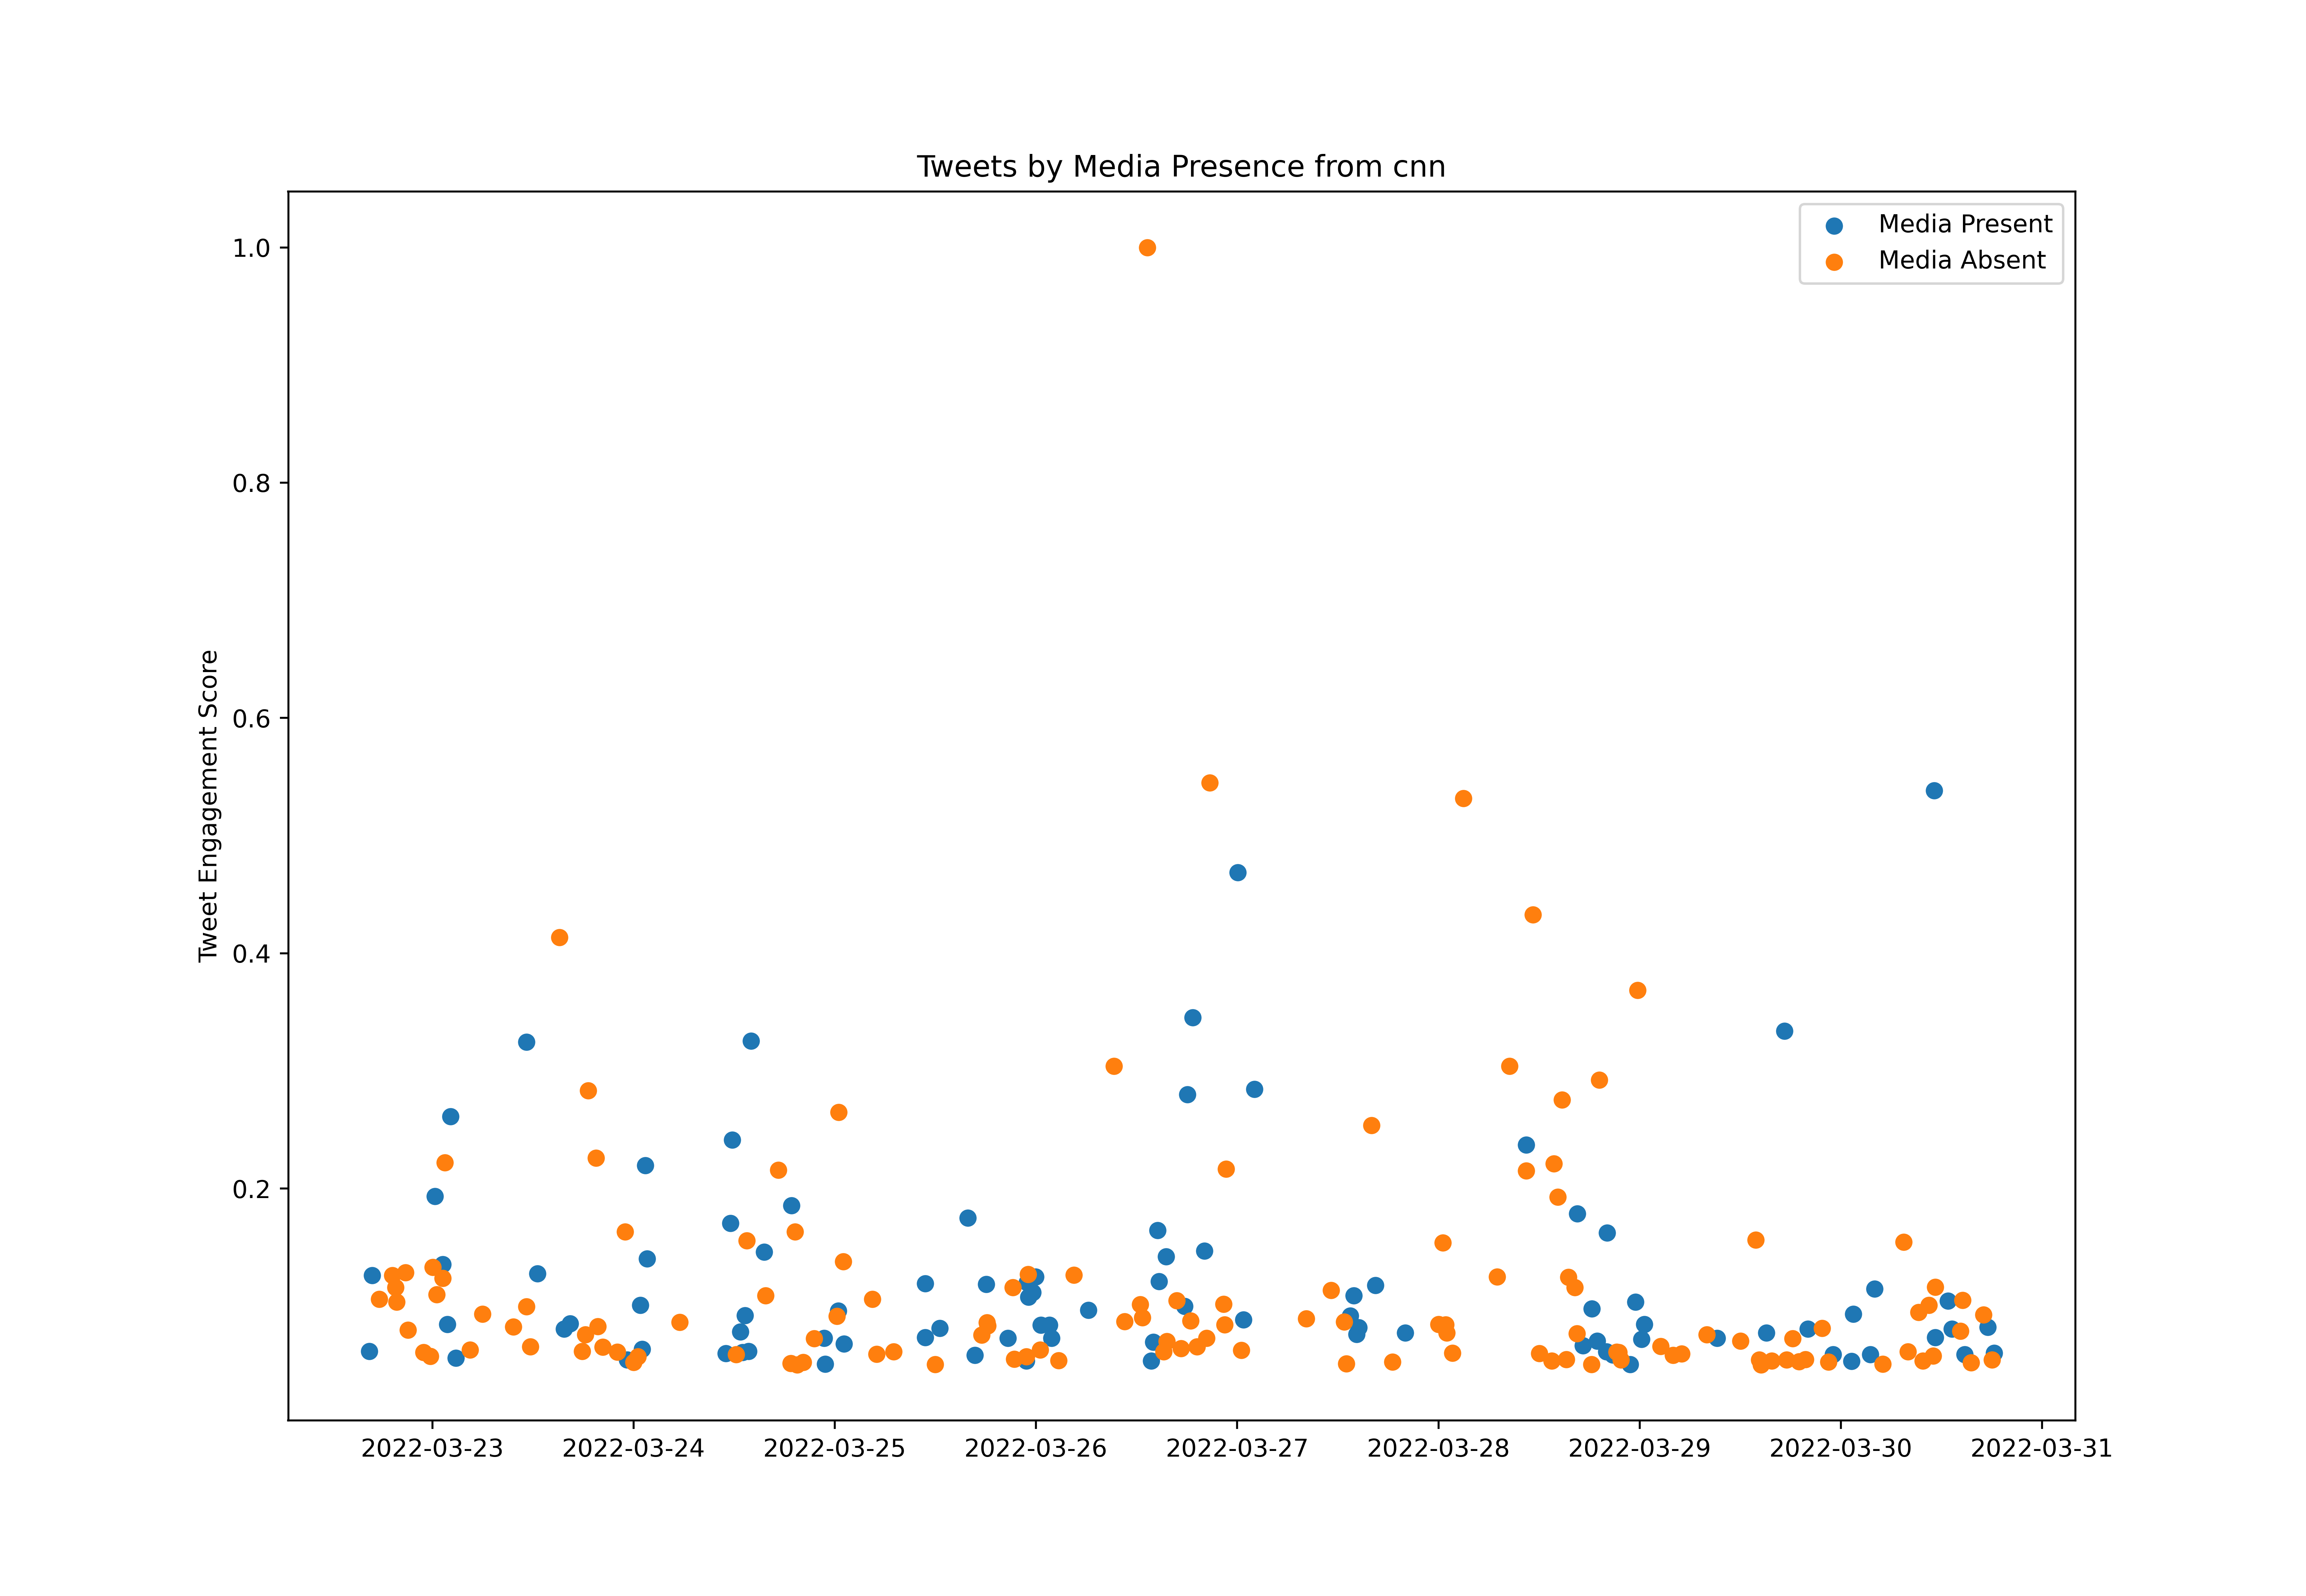 Tweets by Media Presence from cnn
Media Present
Media Absent
Tweet Engagement Score
1.0
0.8
0.6
0.4
0.2
2022-03-23 2022-03-24 2022-03-25 2022-03-26 2022-03-27 2022-03-28 2022-03-29 2022-03-30 2022-03-31